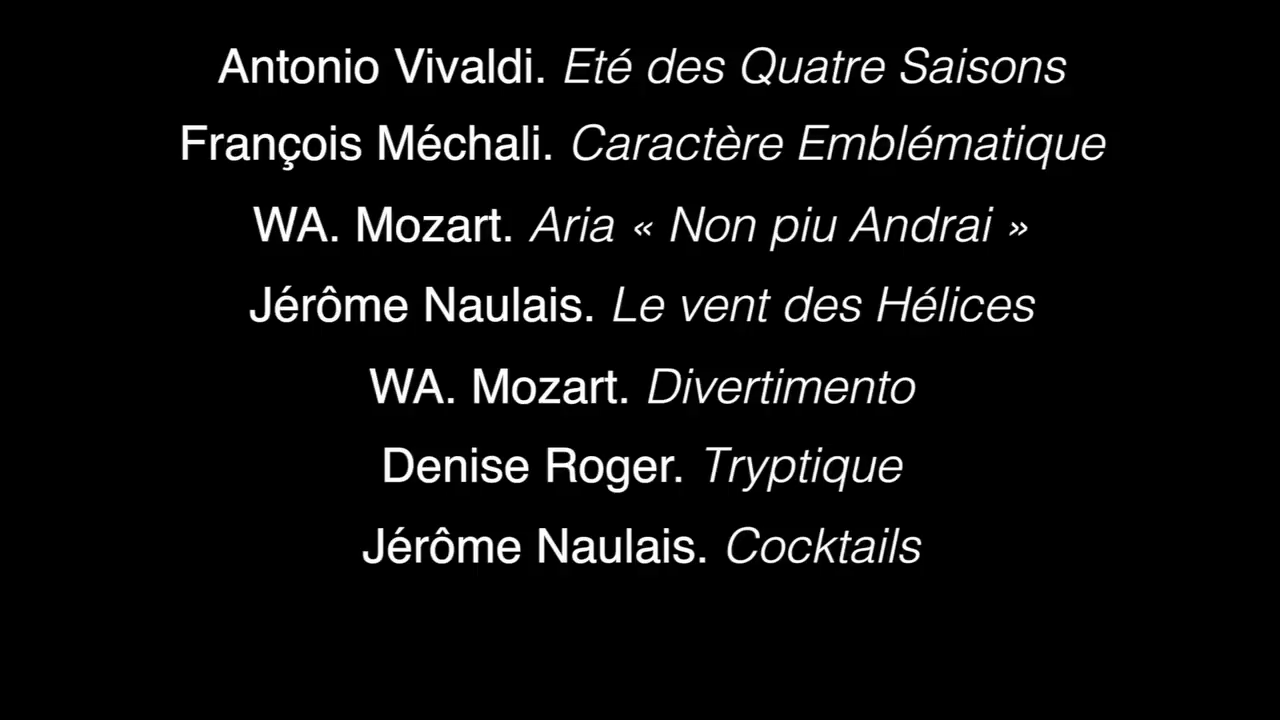 Antonio Vivaldi. Eté des Quatre Saisons
François Méchali. Caractère Emblématique
WA. Mozart. Aria « Non piu Andrai »
Jérôme Naulais. Le vent des Hélices
WA. Mozart. Divertimento
Denise Roger. Tryptique
Jérôme Naulais. Cocktails